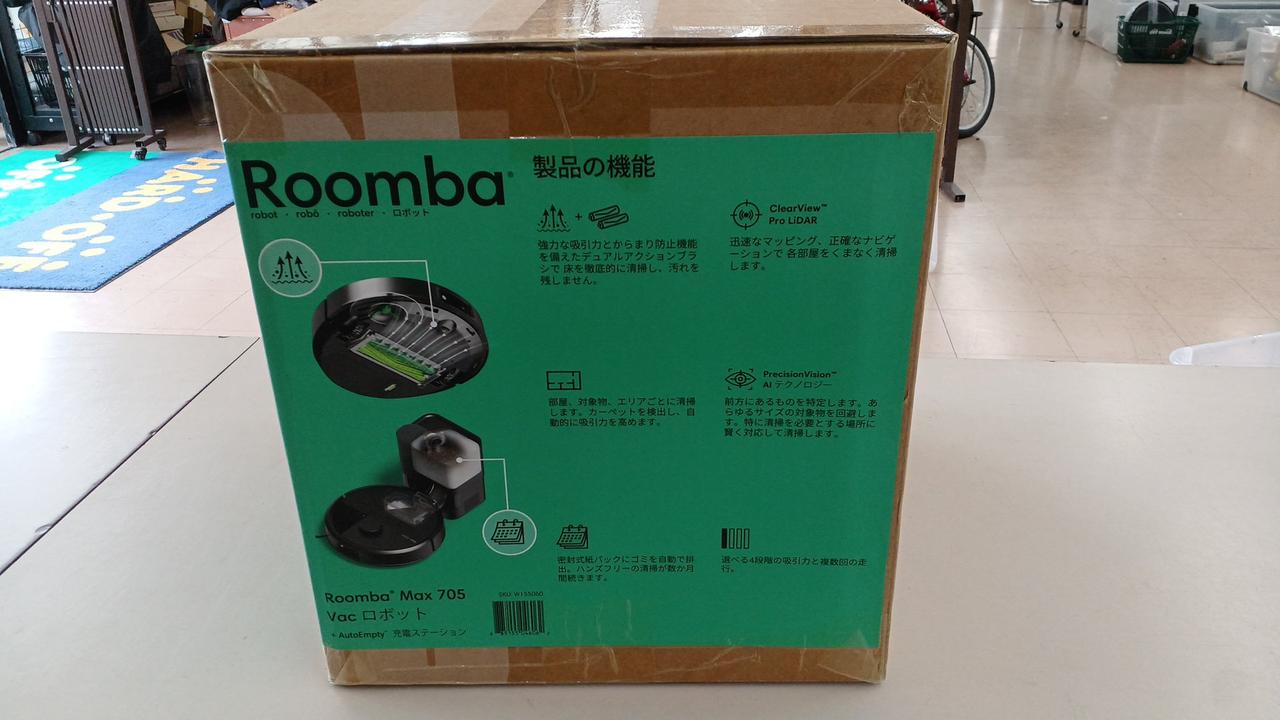 Roomba®
robot · robô · roboter · ロボット
製品の機能
+
強力な吸引力とからまり防止機能
を備えたデュアルアクションブラ
シで 床を徹底的に清掃し、汚れを
残しません。
ClearView™
Pro LiDAR
迅速なマッピング、正確なナビゲ
ーションで 各部屋をくまなく清掃
します。
部屋、対象物、エリアごとに清掃
します。カーペットを検出し、自
動的に吸引力を高めます。
PrecisionVision™
AI テクノロジー
前方にあるものを特定します。あ
らゆるサイズの対象物を回避しま
す。特に清掃を必要とする場所に
賢く対応して清掃します。
密封式紙パックにゴミを自動で排
出。ハンズフリーの清掃が数か月
間続きます。
選べる4段階の吸引力と複数回の走
行。
Roomba® Max 705
Vac ロボット
+ AutoEmpty™ 充電ステーション
SKU: W155060
HARD·OFF
OFF